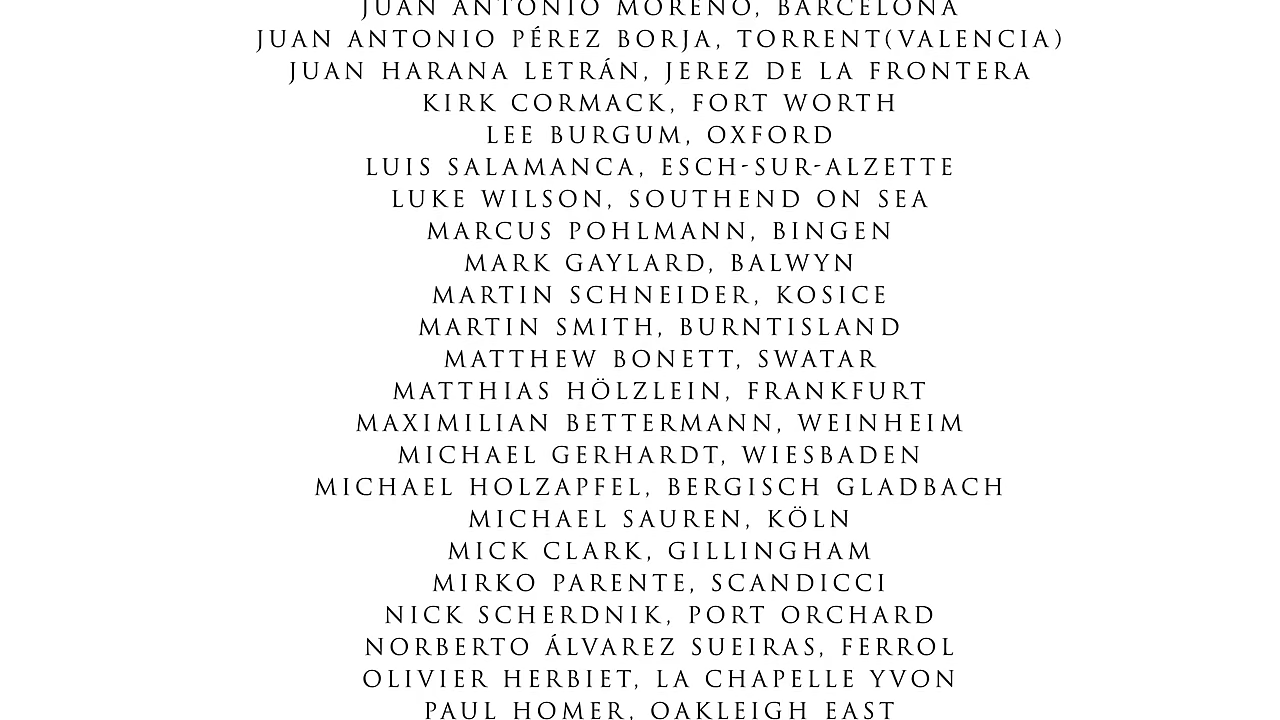 JUAN ANTONIO MORENO, BARCELONA
JUAN ANTONIO PÉREZ BORJA, TORRENT(VALENCIA)
JUAN HARANA LETRÁN, JEREZ DE LA FRONTERA
KIRK CORMACK, FORT WORTH
LEE BURGUM, OXFORD
LUIS SALAMANCA, ESCH-SUR-ALZETTE
LUKE WILSON, SOUTHEND ON SEA
MARCUS POHLMANN, BINGEN
MARK GAYLARD, BALWYN
MARTIN SCHNEIDER, KOSICE
MARTIN SMITH, BURNTISLAND
MATTHEW BONETT, SWATAR
MATTHIAS HÖLZLEIN, FRANKFURT
MAXIMILIAN BETTERMANN, WEINHEIM
MICHAEL GERHARDT, WIESBADEN
MICHAEL HOLZAPFEL, BERGISCH GLADBACH
MICHAEL SAUREN, KÖLN
MICK CLARK, GILLINGHAM
MIRKO PARENTE, SCANDICCI
NICK SCHERDNIK, PORT ORCHARD
NORBERTO ÁLVAREZ SUEIRAS, FERROL
OLIVIER HERBIET, LA CHAPELLE YVON
PAUL HOMER, OAKLEIGH EAST